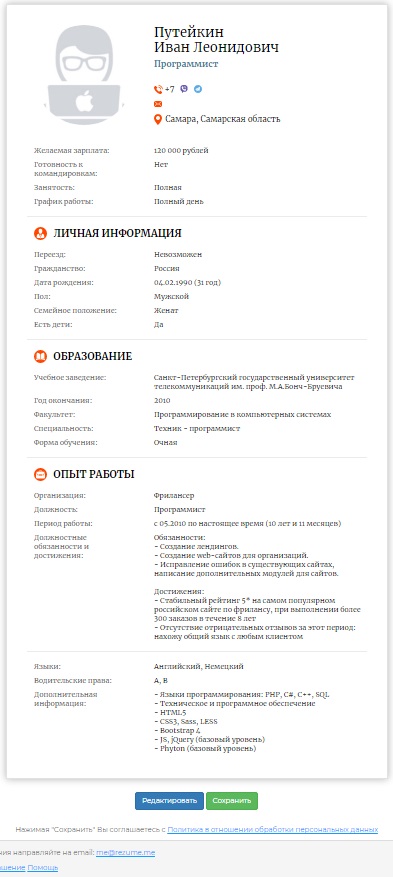 Путейкин
Иван Леонидович
Программист
+7
Самара, Самарская область
Желаемая зарплата: 120 000 рублей
Готовность к командировкам: Нет
Занятость: Полная
График работы: Полный день
ЛИЧНАЯ ИНФОРМАЦИЯ
Переезд: Невозможен
Гражданство: Россия
Дата рождения: 04.02.1990 (31 год)
Пол: Мужской
Семейное положение: Женат
Есть дети: Да
ОБРАЗОВАНИЕ
Учебное заведение: Санкт-Петербургский государственный университет
телекоммуникаций им. проф. М.А.Бонч-Бруевича
Год окончания: 2010
Факультет: Программирование в компьютерных системах
Специальность: Техник - программист
Форма обучения: Очная
ОПЫТ РАБОТЫ
Организация: Фрилансер
Должность: Программист
Период работы: с 05.2010 по настоящее время (10 лет и 11 месяцев)
Должностные обязанности и достижения:
Обязанности:
- Создание лендингов.
- Создание web-сайтов для организаций.
- Исправление ошибок в существующих сайтах,
написание дополнительных модулей для сайтов.
Достижения:
- Стабильный рейтинг 5* на самом популярном
российском сайте по фрилансу, при выполнении более
300 заказов в течение 8 лет
- Отсутствие отрицательных отзывов за этот период:
нахожу общий язык с любым клиентом
Языки: Английский, Немецкий
Водительские права: A, B
Дополнительная информация:
- Языки программирования: PHP, C#, C++, SQL
- Техническое и программное обеспечение
- HTML5
- CSS3, Sass, LESS
- Bootstrap 4
- JS, jQuery (базовый уровень)
- Phyton (базовый уровень)
Редактировать Сохранить
Нажимая "Сохранить" Вы соглашаетесь с Политика в отношении обработки персональных данных
ния направляйте на email: me@rezume.me
шение Помощь